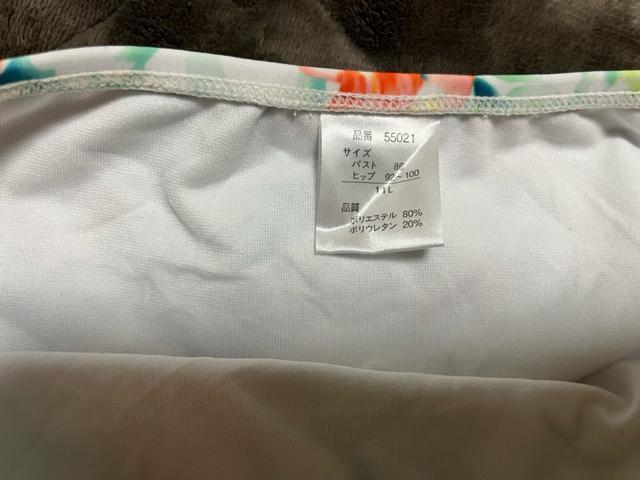 品番 55021
サイズ
バスト 86
ヒップ 92~100
11L
品質
ポリエステル 80%
ポリウレタン 20%